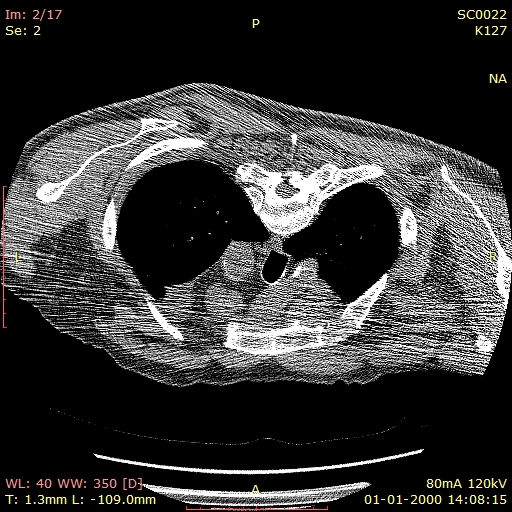 Im: 2/17
Se: 2
P
SC0022
K127
NA
L
R
WL: 40 WW: 350 [D]
T: 1.3mm L: -109.0mm
A
80mA 120kV
01-01-2000 14:08:15